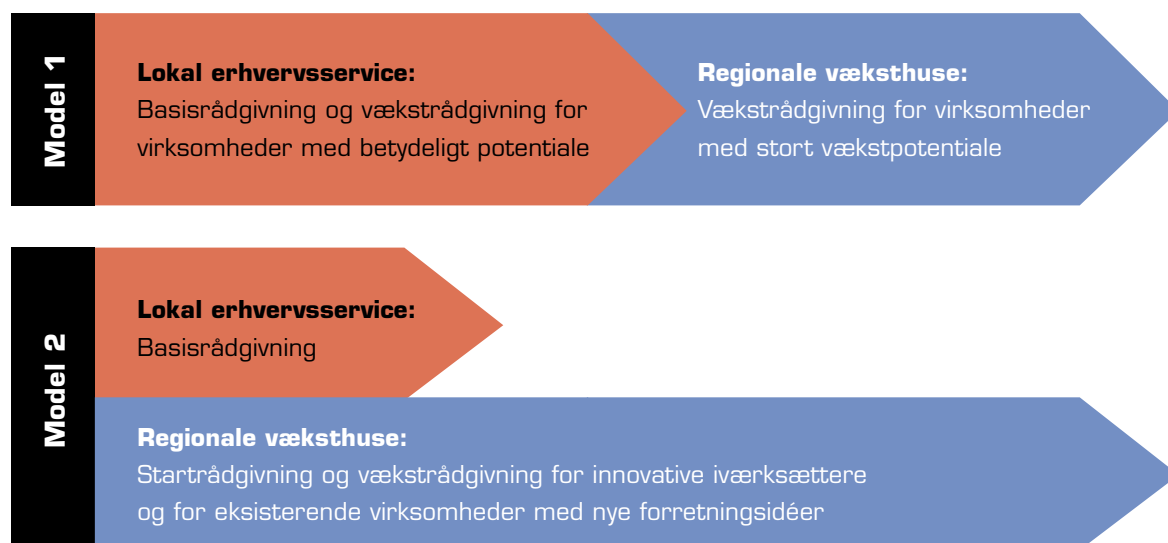 Model 1
Lokal erhvervsservice:
Basisrådgivning og vækstrådgivning for
virksomheder med betydeligt potentiale
Regionale væksthuse:
Vækstrådgivning for virksomheder
med stort vækstpotentiale
Model 2
Lokal erhvervsservice:
Basisrådgivning
Regionale væksthuse:
Startrådgivning og vækstrådgivning for innovative iværksættere
og for eksisterende virksomheder med nye forretningsidéer